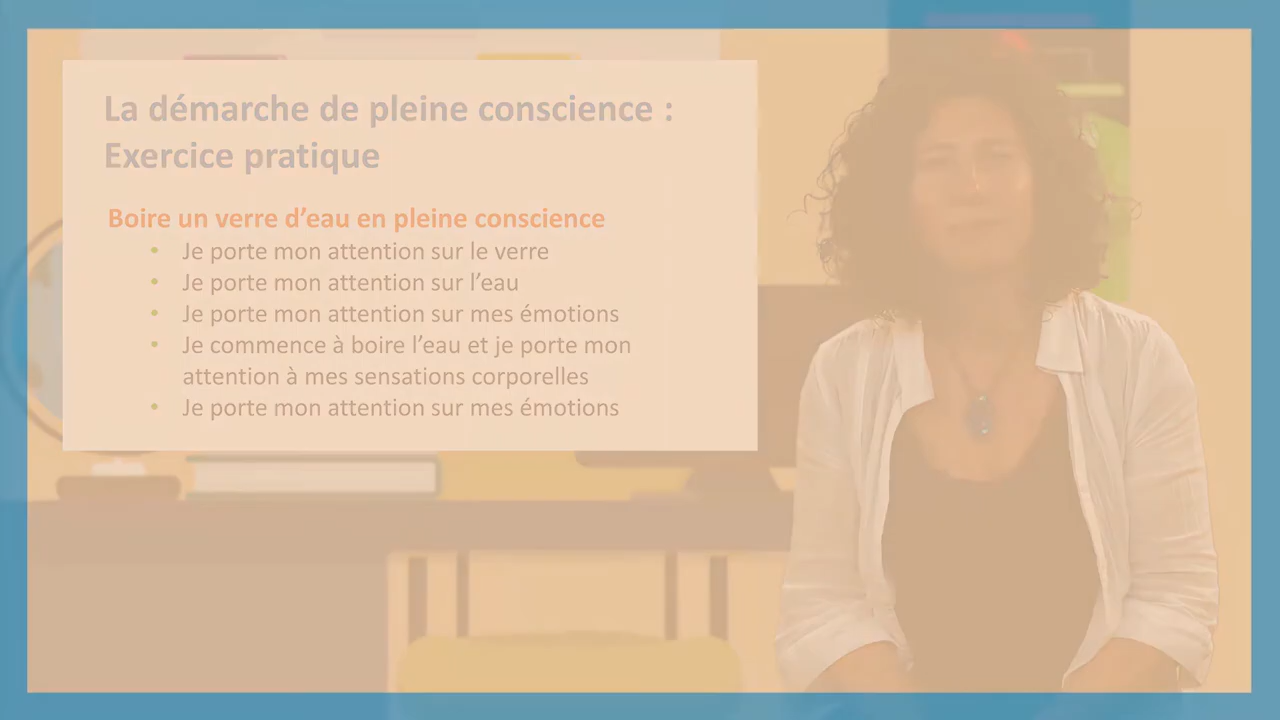 La démarche de pleine conscience :
Exercice pratique
Boire un verre d’eau en pleine conscience
• Je porte mon attention sur le verre
• Je porte mon attention sur l’eau
• Je porte mon attention sur mes émotions
• Je commence à boire l’eau et je porte mon
attention à mes sensations corporelles
• Je porte mon attention sur mes émotions